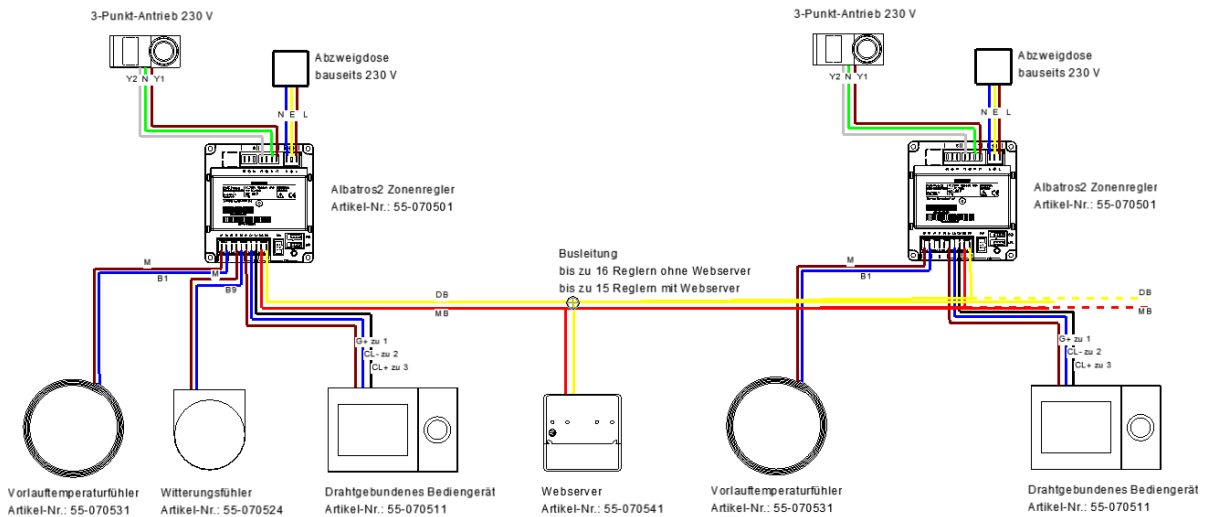 3-Punkt-Antrieb 230 V
Y2 N Y1
Abzweigdose
bauseits 230 V
N E L
Albatros2 Zonenregler
Artikel-Nr.: 55-070501
M
B1
M
B9
DB
MB
G+ zu 1
CL- zu 2
CL+ zu 3
Busleitung
bis zu 16 Reglern ohne Webserver
bis zu 15 Reglern mit Webserver
3-Punkt-Antrieb 230 V
Y2 N Y1
Abzweigdose
bauseits 230 V
N E L
Albatros2 Zonenregler
Artikel-Nr.: 55-070501
M
B1
DB
MB
G+ zu 1
CL- zu 2
CL+ zu 3
Vorlauftemperaturfühler
Artikel-Nr.: 55-070531
Witterungsfühler
Artikel-Nr.: 55-070524
Drahtgebundenes Bediengerät
Artikel-Nr.: 55-070511
Webserver
Artikel-Nr.: 55-070541
Vorlauftemperaturfühler
Artikel-Nr.: 55-070531
Drahtgebundenes Bediengerät
Artikel-Nr.: 55-070511